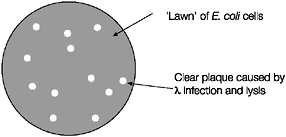 ‘Lawn’ of E. coli cells
Clear plaque caused by
λ infection and lysis